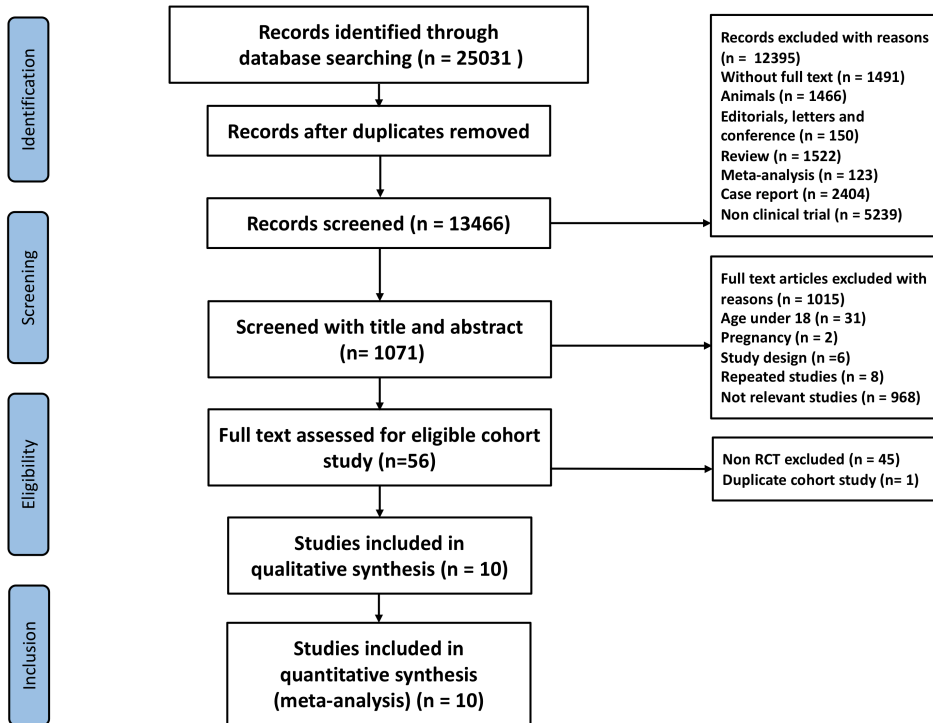 Identification
Records identified through
database searching (n = 25031 )
Records after duplicates removed
Records excluded with reasons
(n = 12395)
Without full text (n = 1491)
Animals (n = 1466)
Editorials, letters and
conference (n = 150)
Review (n = 1522)
Meta-analysis (n = 123)
Case report (n = 2404)
Non clinical trial (n = 5239)
Screening
Records screened (n = 13466)
Screened with title and abstract
(n= 1071)
Full text articles excluded with
reasons (n = 1015)
Age under 18 (n = 31)
Pregnancy (n = 2)
Study design (n =6)
Repeated studies (n = 8)
Not relevant studies (n = 968)
Eligibility
Full text assessed for eligible cohort
study (n=56)
Non RCT excluded (n = 45)
Duplicate cohort study (n= 1)
Studies included in
qualitative synthesis (n = 10)
Inclusion
Studies included in
quantitative synthesis
(meta-analysis) (n = 10)